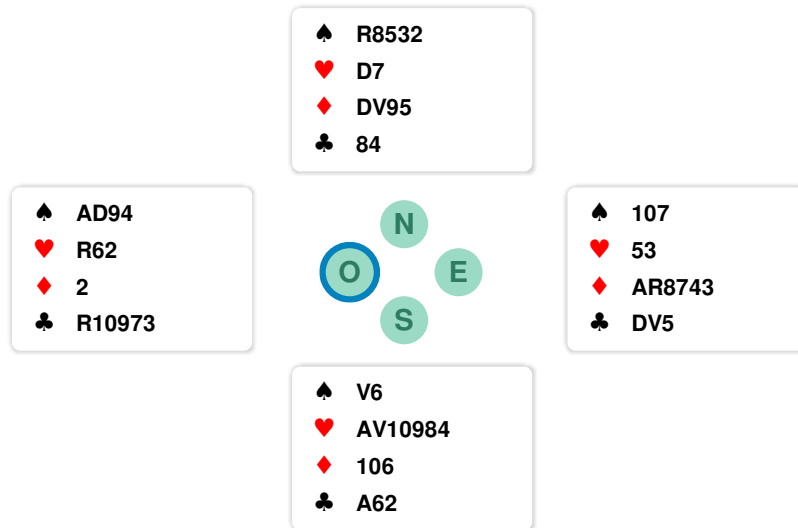 ♠ R8532
♥ D7
♦ DV95
♣ 84
♠ AD94
♥ R62
♦ 2
♣ R10973
N
O E
S
♠ 107
♥ 53
♦ AR8743
♣ DV5
♠ V6
♥ AV10984
♦ 106
♣ A62